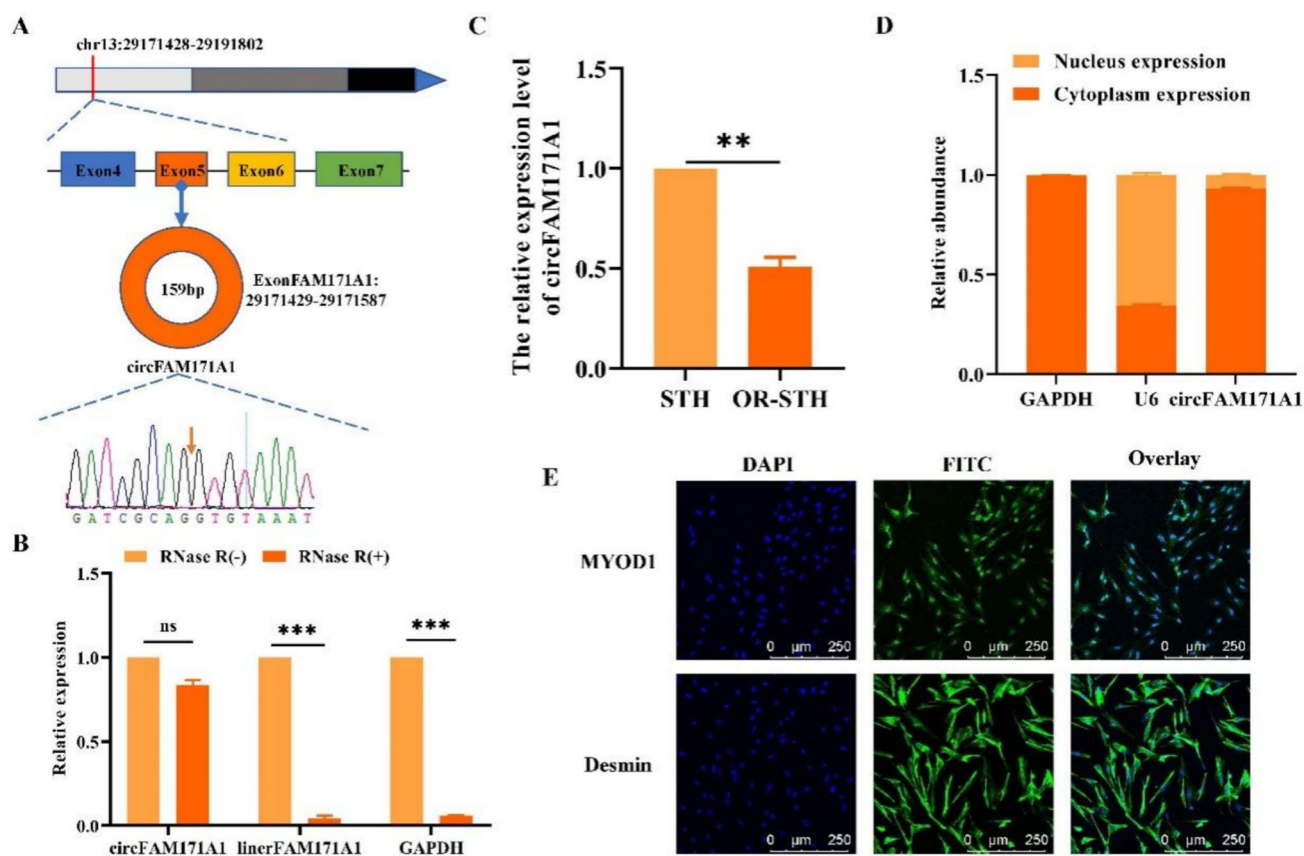 A
chr13:29171428-29191802
Exon4 Exon5 Exon6 Exon7
159bp
ExonFAM171A1:
29171429-29171587
circFAM171A1
G A T C G C A G G T G T A A A T
B
RNase R(-) RNase R(+)
Relative expression
1.5
1.0
0.5
0.0
ns
***
***
circFAM171A1 linerFAM171A1 GAPDH
C
The relative expression level
of circFAM171A1
1.5
1.0
0.5
0.0
**
STH OR-STH
D
Nucleus expression
Cytoplasm expression
Relative abundance
1.5
1.0
0.5
0.0
GAPDH U6 circFAM171A1
E
DAPI FITC Overlay
MYOD1
0 µm 250
0 µm 250
0 µm 250
Desmin
0 µm 250
0 µm 250
0 µm 250